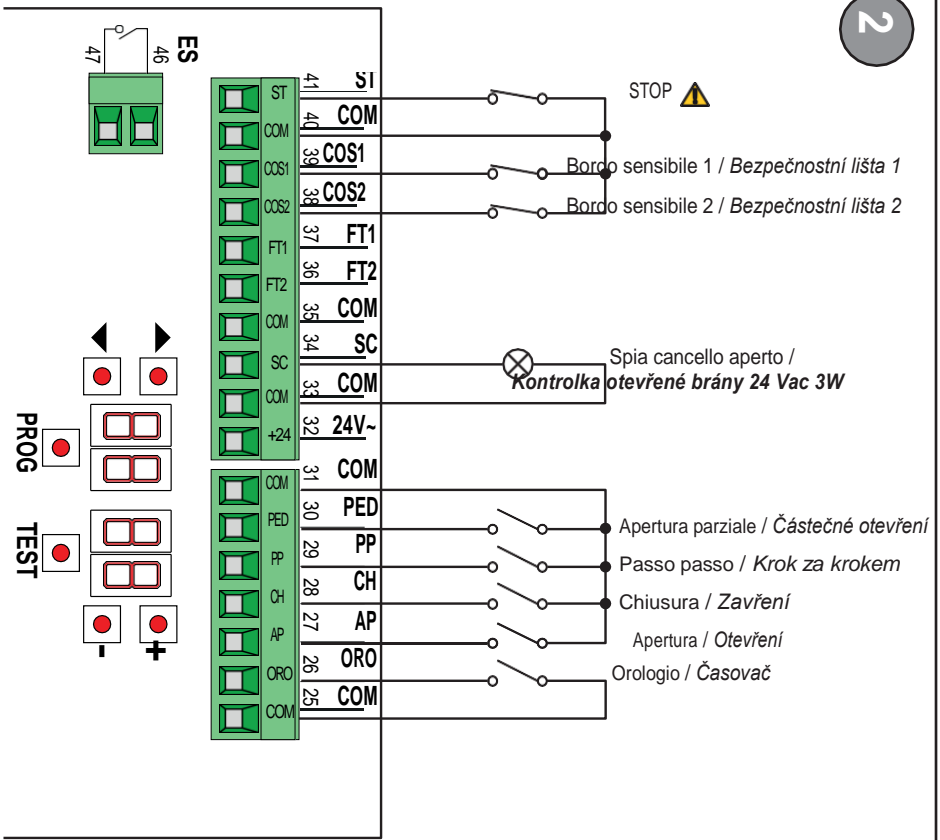 2
ES
47 46
ST 41 ST
STOP
COM 40 COM
COS1 39 COS1
Bordo sensibile 1 / Bezpečnostní lišta 1
COS2 38 COS2
Bordo sensibile 2 / Bezpečnostní lišta 2
FT1 37 FT1
FT2 36 FT2
COM 35 COM
SC 34 SC
Spia cancello aperto /
Kontrolka otevřené brány 24 Vac 3W
COM 33 COM
+24 32 24V~
COM 31 COM
PED 30 PED
Apertura parziale / Částečné otevření
PP 29 PP
Passo passo / Krok za krokem
CH 28 CH
Chiusura / Zavření
AP 27 AP
Apertura / Otevření
ORO 26 ORO
Orologio / Časovač
COM 25 COM
PROG
TEST
- +